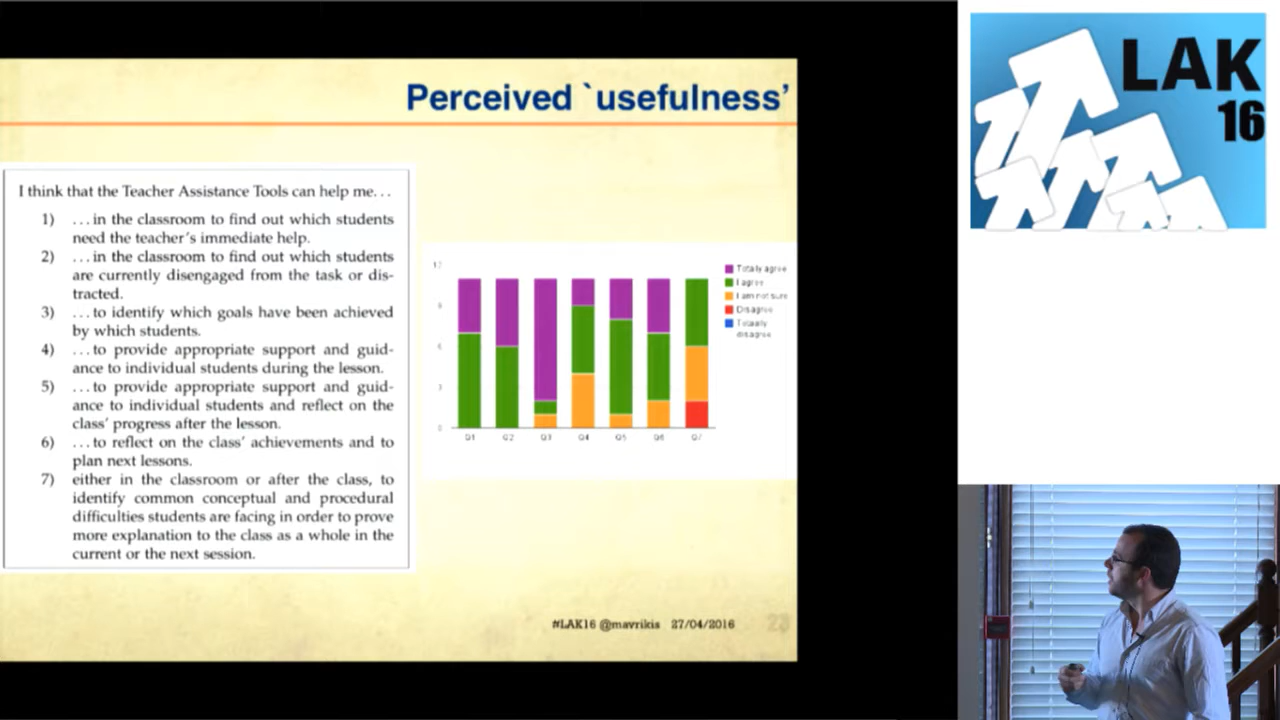 Perceived `usefulness'
I think that the Teacher Assistance Tools can help me...
1) ...in the classroom to find out which students
need the teacher's immediate help.
2) ...in the classroom to find out which students
are currently disengaged from the task or dis-
tracted.
3) ...to identify which goals have been achieved
by which students.
4) ...to provide appropriate support and guid-
ance to individual students during the lesson.
5) ...to provide appropriate support and guid-
ance to individual students and reflect on the
class' progress after the lesson.
6) ...to reflect on the class' achievements and to
plan next lessons.
7) either in the classroom or after the class, to
identify common conceptual and procedural
difficulties students are facing in order to prove
more explanation to the class as a whole in the
current or the next session.
12
9
6
3
0
Q1 Q2 Q3 Q4 Q5 Q6 Q7
Totally agree
I agree
I am not sure
Disagree
Totally
disagree
#LAK16 @mavrikis 27/04/2016 23
LAK
16